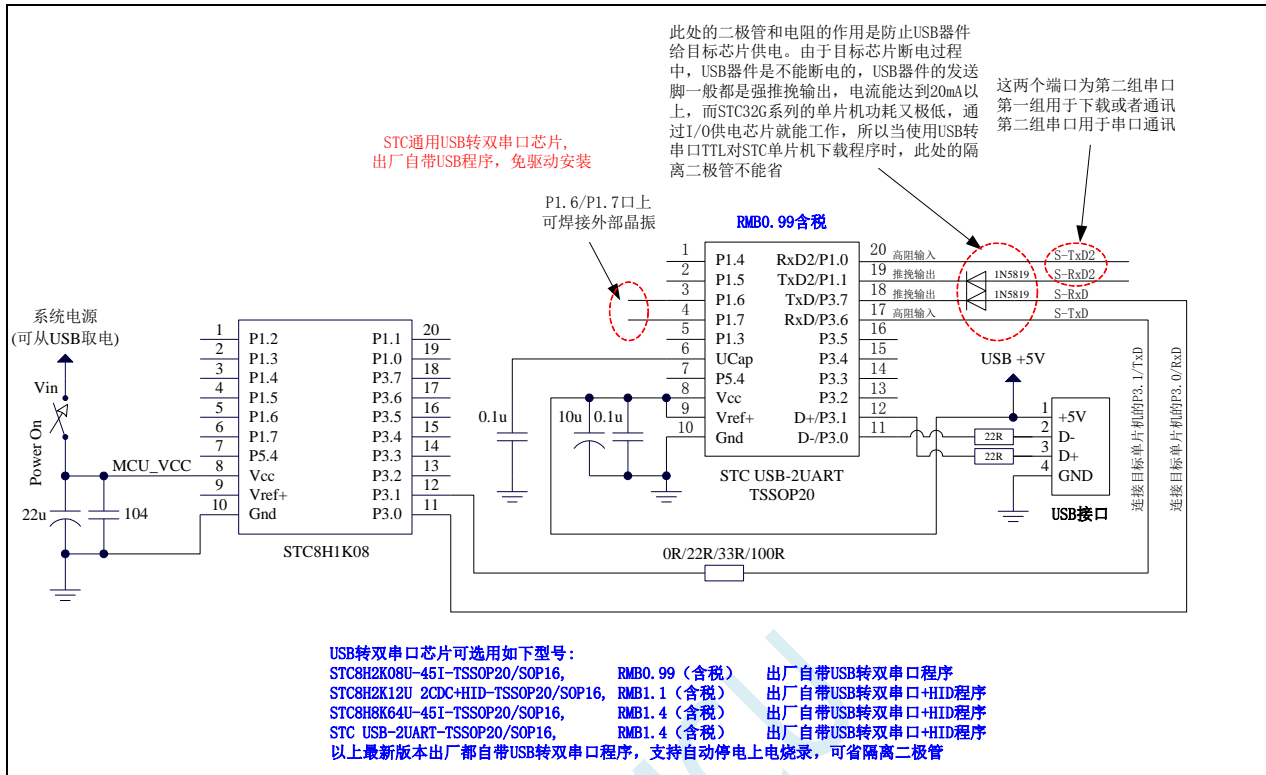 此处的二极管和电阻的作用是防止USB器件
给目标芯片供电。由于目标芯片断电过程
中，USB器件是不能断电的，USB器件的发送
脚一般都是强推挽输出，电流能达到20mA以
上，而STC32G系列的单片机功耗又极低，通
过I/O供电芯片就能工作，所以当使用USB转
串口TTL对STC单片机下载程序时，此处的隔
离二极管不能省
这两个端口为第二组串口
第一组用于下载或者通讯
第二组串口用于串口通讯
STC通用USB转双串口芯片，
出厂自带USB程序，免驱动安装
P1.6/P1.7口上
可焊接外部晶振
RMB0.99含税
1 P1.4 RxD2/P1.0 20 高阻输入 S-TxD2
2 P1.5 TxD2/P1.1 19 推挽输出 1N5819 S-RxD2
3 P1.6 TxD/P3.7 18 推挽输出 1N5819 S-RxD
4 P1.7 RxD/P3.6 17 高阻输入 S-TxD
5 P1.3 P3.5 16
6 UCap P3.4 15
7 P5.4 P3.3 14
8 Vcc P3.2 13
9 Vref+ D+/P3.1 12
10 Gnd D-/P3.0 11
STC USB-2UART
TSSOP20
0.1u
10u
0.1u
USB +5V
1 +5V
2 D-
3 D+
4 GND
22R
22R
USB接口
连接目标单片机的P3.1/TxD
连接目标单片机的P3.0/RxD
系统电源
(可从USB取电)
Vin
Power On
MCU_VCC
22u
104
1 P1.2 P1.1 20
2 P1.3 P1.0 19
3 P1.4 P3.7 18
4 P1.5 P3.6 17
5 P1.6 P3.5 16
6 P1.7 P3.4 15
7 P5.4 P3.3 14
8 Vcc P3.2 13
9 Vref+ P3.1 12
10 Gnd P3.0 11
STC8H1K08
0R/22R/33R/100R
USB转双串口芯片可选用如下型号：
STC8H2K08U-45I-TSSOP20/SOP16, RMB0.99（含税） 出厂自带USB转双串口程序
STC8H2K12U 2CDC+HID-TSSOP20/SOP16, RMB1.1（含税） 出厂自带USB转双串口+HID程序
STC8H8K64U-45I-TSSOP20/SOP16, RMB1.4（含税） 出厂自带USB转双串口+HID程序
STC USB-2UART-TSSOP20/SOP16, RMB1.4（含税） 出厂自带USB转双串口+HID程序
以上最新版本出厂都自带USB转双串口程序，支持自动停电上电烧录，可省隔离二极管